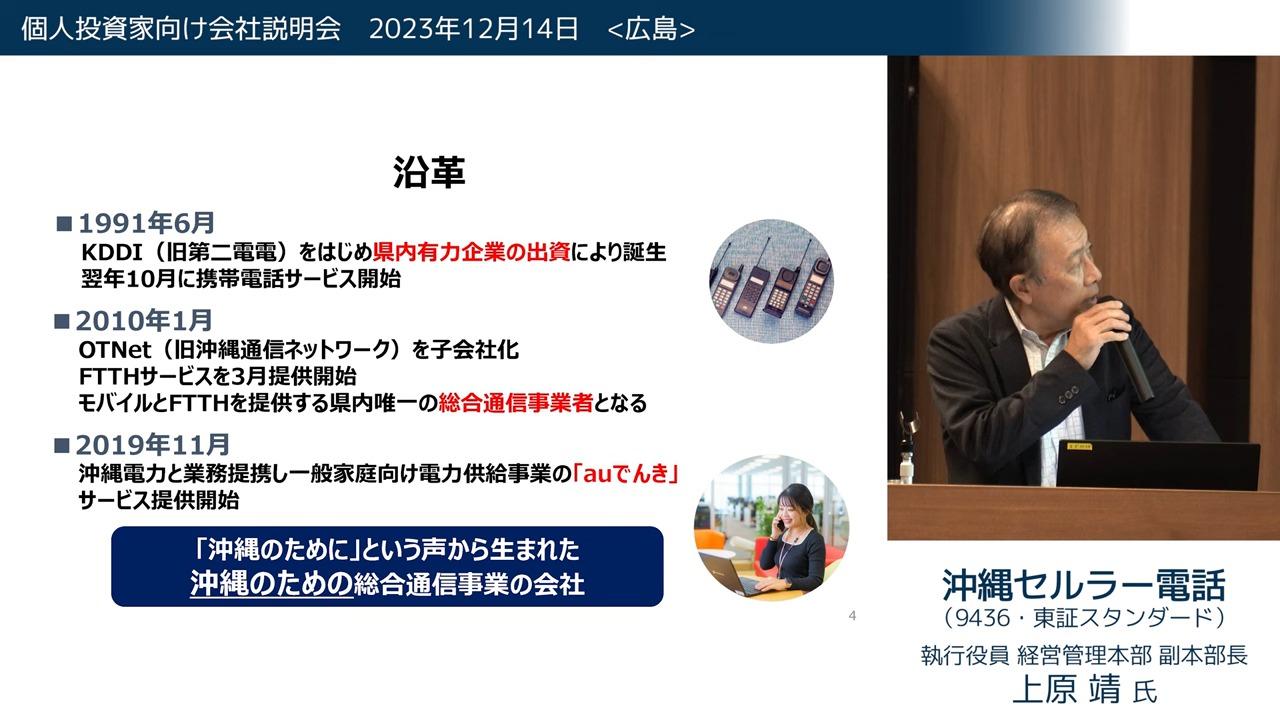 個人投資家向け会社説明会 2023年12月14日 <広島>
沿革
■1991年6月
KDDI（旧第二電電）をはじめ県内有力企業の出資により誕生
翌年10月に携帯電話サービス開始
■2010年1月
OTNet（旧沖縄通信ネットワーク）を子会社化
FTTHサービスを3月提供開始
モバイルとFTTHを提供する県内唯一の総合通信事業者となる
■2019年11月
沖縄電力と業務提携し一般家庭向け電力供給事業の「auでんき」
サービス提供開始
「沖縄のために」という声から生まれた
沖縄のための総合通信事業の会社
4
沖縄セルラー電話
（9436・東証スタンダード）
執行役員 経営管理本部 副本部長
上原 靖 氏